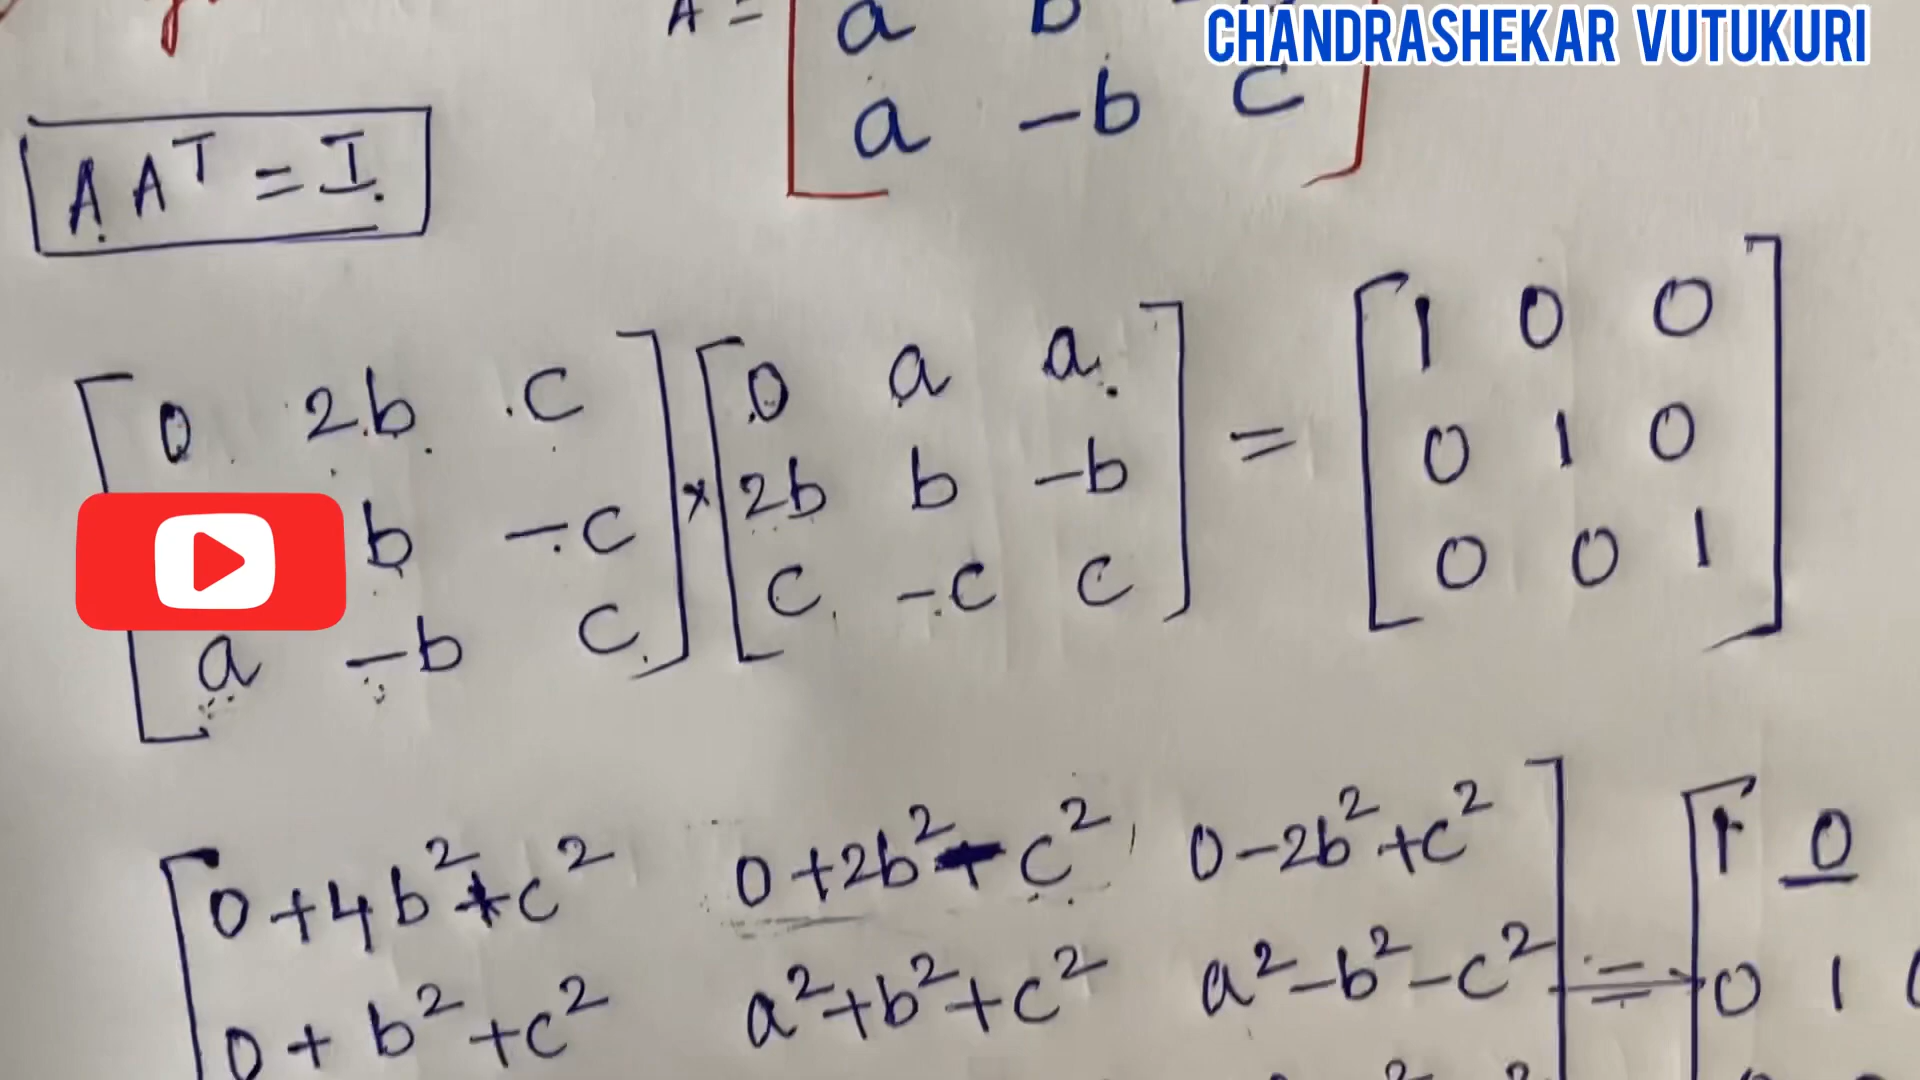 CHANDRASHEKAR VUTUKURI
A = a b
a -b c
A Aᵀ = I
0 2b c × 0 a a = 1 0 0
b -c 2b b -b 0 1 0
a -b c c -c c 0 0 1
0+4b²+c² 0+2b²-c² 0-2b²+c² 1 0
0+b²+c² a²+b²+c² a²-b²-c² = 0 1